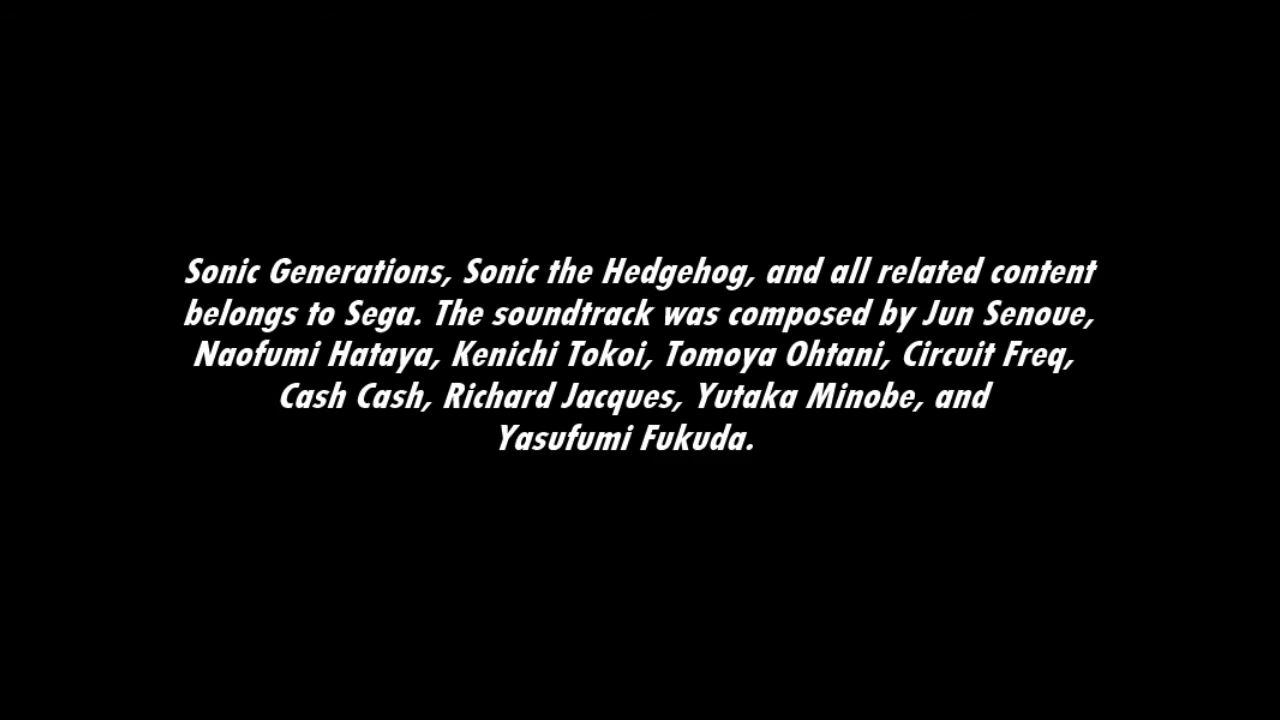 Sonic Generations, Sonic the Hedgehog, and all related content
belongs to Sega. The soundtrack was composed by Jun Senoue,
Naofumi Hataya, Kenichi Tokoi, Tomoya Ohtani, Circuit Freq,
Cash Cash, Richard Jacques, Yutaka Minobe, and
Yasufumi Fukuda.